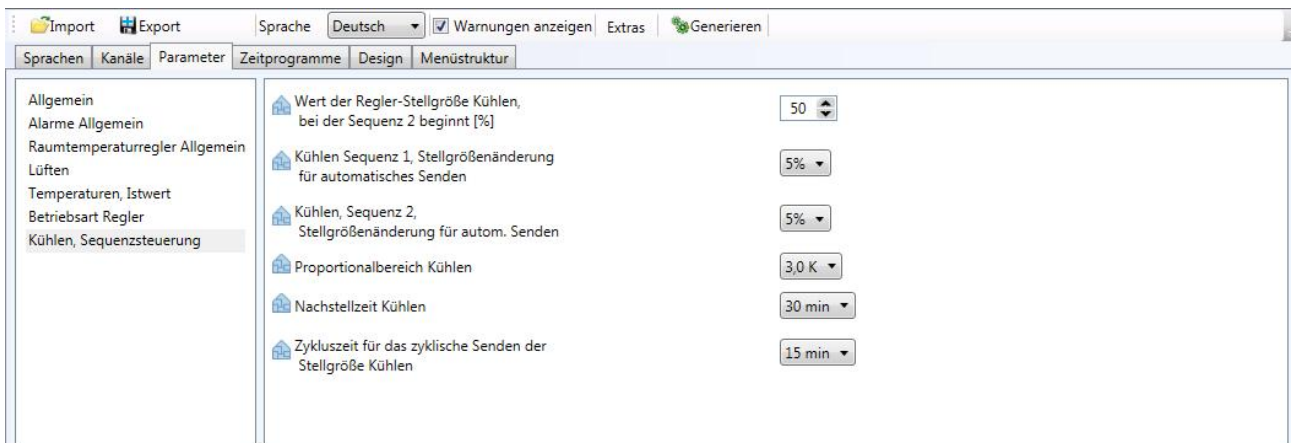 Import Export Sprache Deutsch Warnungen anzeigen Extras Generieren
Sprachen Kanäle Parameter Zeitprogramme Design Menüstruktur
Allgemein
Alarme Allgemein
Raumtemperaturregler Allgemein
Lüften
Temperaturen, Istwert
Betriebsart Regler
Kühlen, Sequenzsteuerung
Wert der Regler-Stellgröße Kühlen,
bei der Sequenz 2 beginnt [%] 50
Kühlen Sequenz 1, Stellgrößenänderung
für automatisches Senden 5%
Kühlen, Sequenz 2,
Stellgrößenänderung für autom. Senden 5%
Proportionalbereich Kühlen 3,0 K
Nachstellzeit Kühlen 30 min
Zykluszeit für das zyklische Senden der
Stellgröße Kühlen 15 min